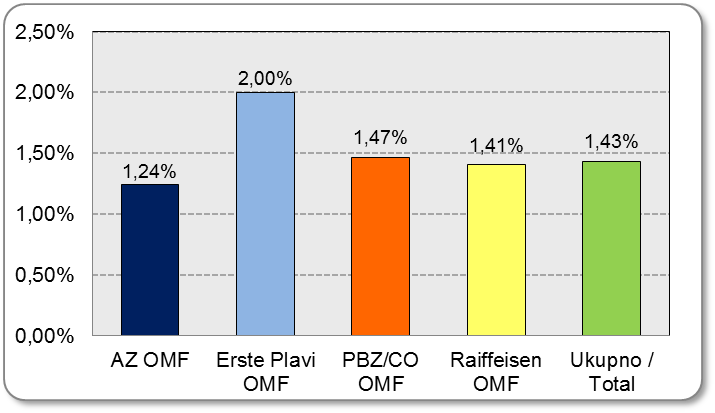 2,50%
2,00%
1,50%
1,00%
0,50%
0,00%
1,24%
2,00%
1,47%
1,41%
1,43%
AZ OMF
Erste Plavi
OMF
PBZ/CO
OMF
Raiffeisen
OMF
Ukupno /
Total